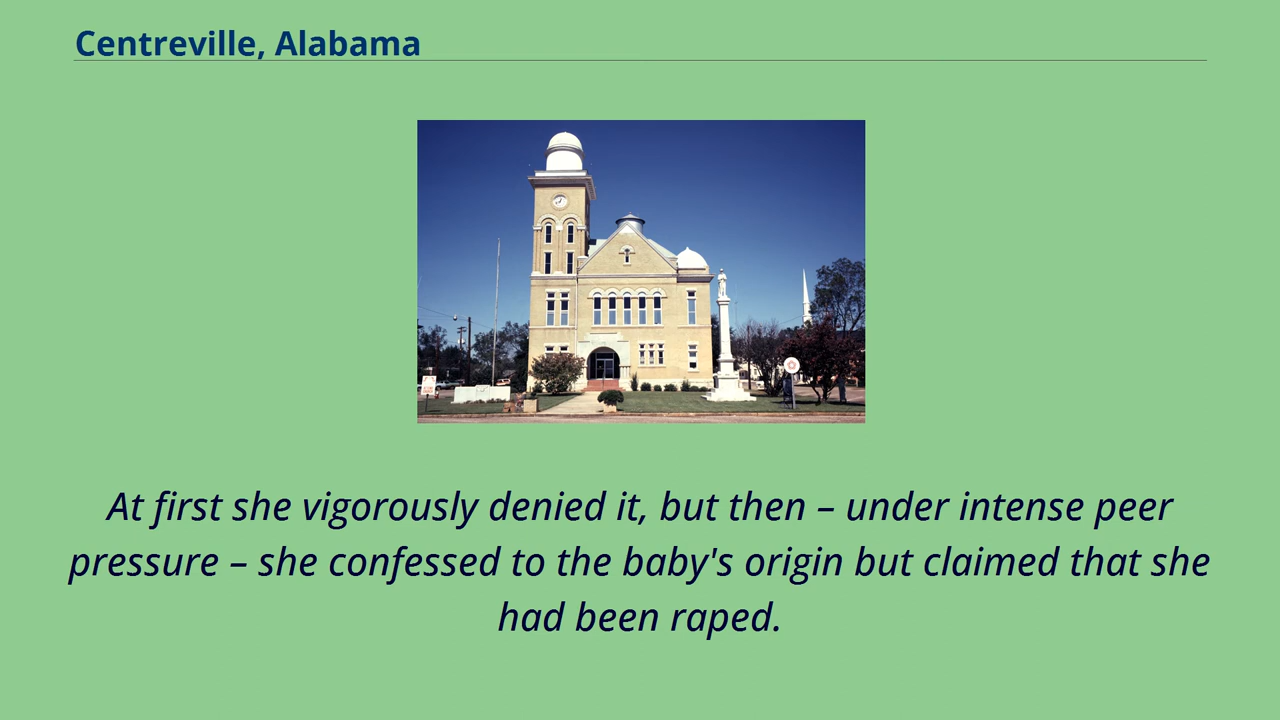 Centreville, Alabama
At first she vigorously denied it, but then – under intense peer
pressure – she confessed to the baby's origin but claimed that she
had been raped.